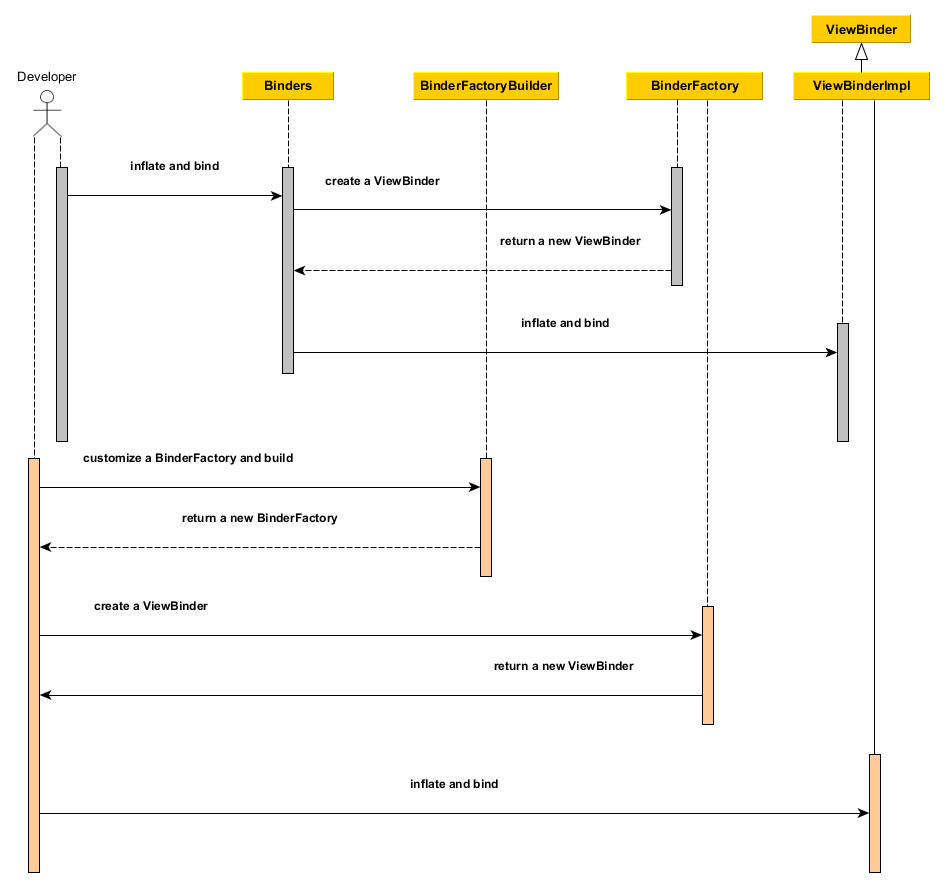 ViewBinder
Developer
Binders
BinderFactoryBuilder
BinderFactory
ViewBinderImpl
inflate and bind
create a ViewBinder
return a new ViewBinder
inflate and bind
customize a BinderFactory and build
return a new BinderFactory
create a ViewBinder
return a new ViewBinder
inflate and bind